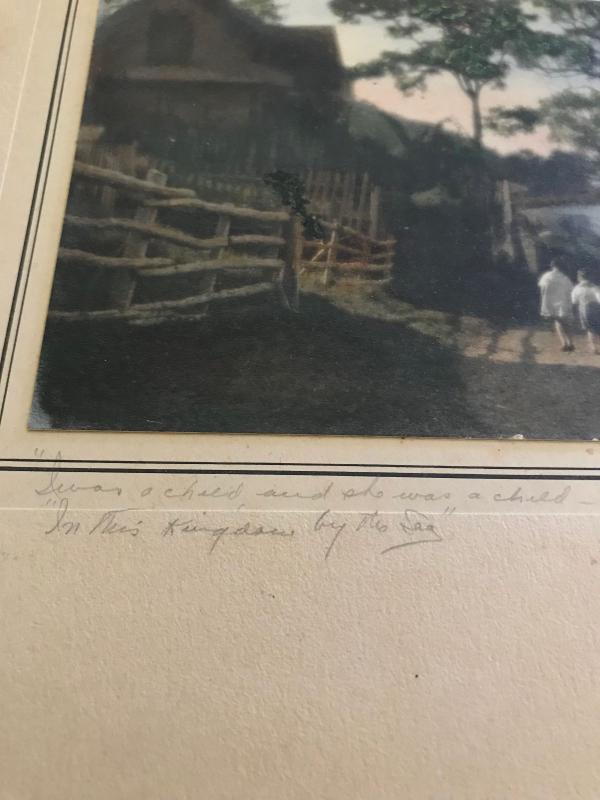 "I was a child and she was a child –
"In this Kingdom by the Sea"